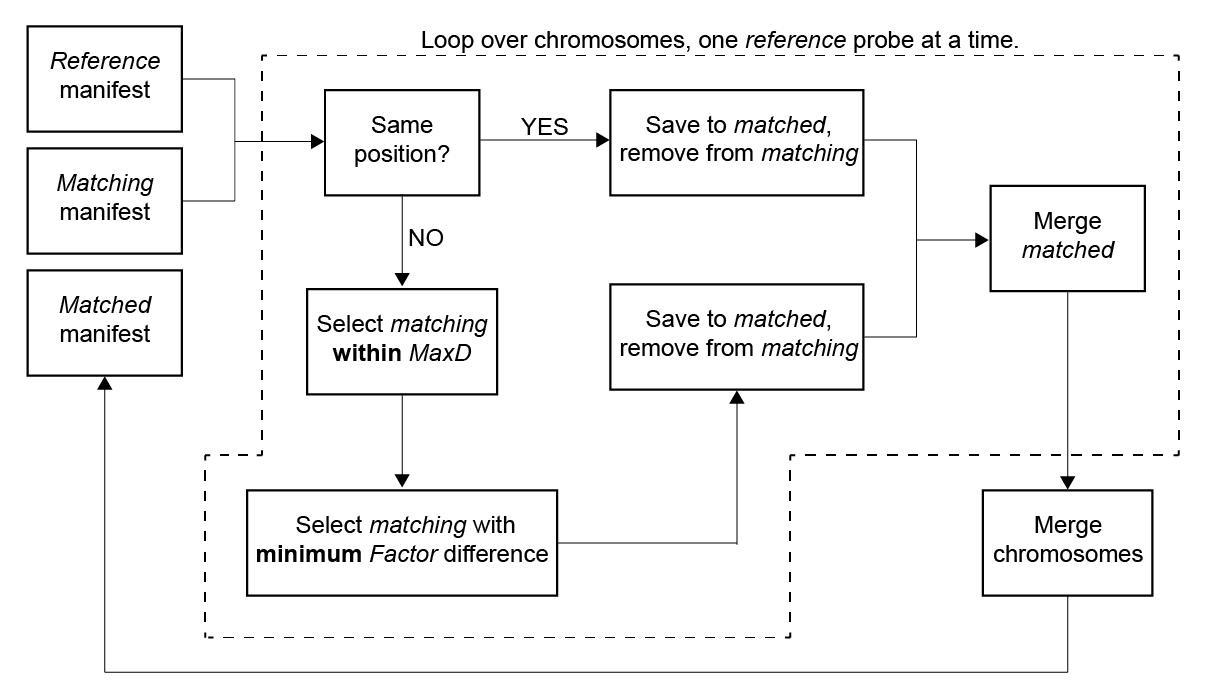 Loop over chromosomes, one reference probe at a time.
Reference
manifest
Matching
manifest
Matched
manifest
Same
position?
YES
Save to matched,
remove from matching
NO
Select matching
within MaxD
Select matching with
minimum Factor difference
Save to matched,
remove from matching
Merge
matched
Merge
chromosomes